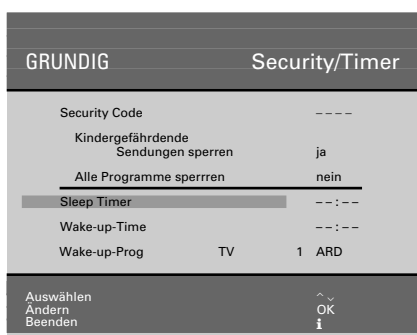 GRUNDIG Security/Timer
Security Code – – – –
Kindergefährdende
Sendungen sperren ja
Alle Programme sperrren nein
Sleep Timer – – : – –
Wake-up-Time – – : – –
Wake-up-Prog TV 1 ARD
Auswählen
Ändern OK
Beenden i